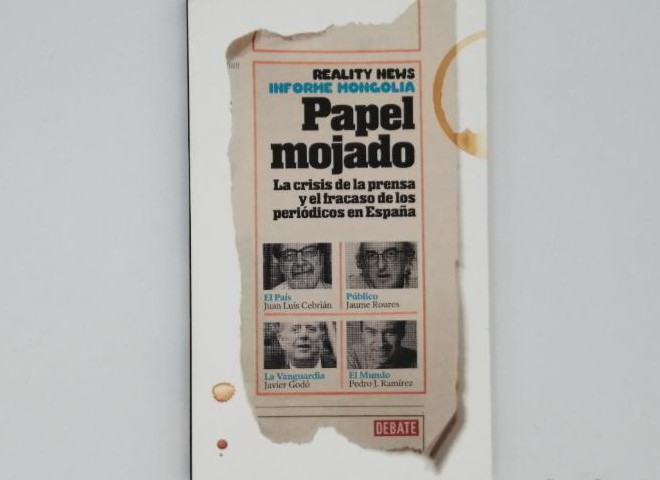 REALITY NEWS
INFORME MONGOLIA
Papel
mojado
La crisis de la prensa
y el fracaso de los
periódicos en España
El País
Juan Luis Cebrián
Público
Jaume Roures
La Vanguardia
Javier Godó
El Mundo
Pedro J. Ramírez
DEBATE